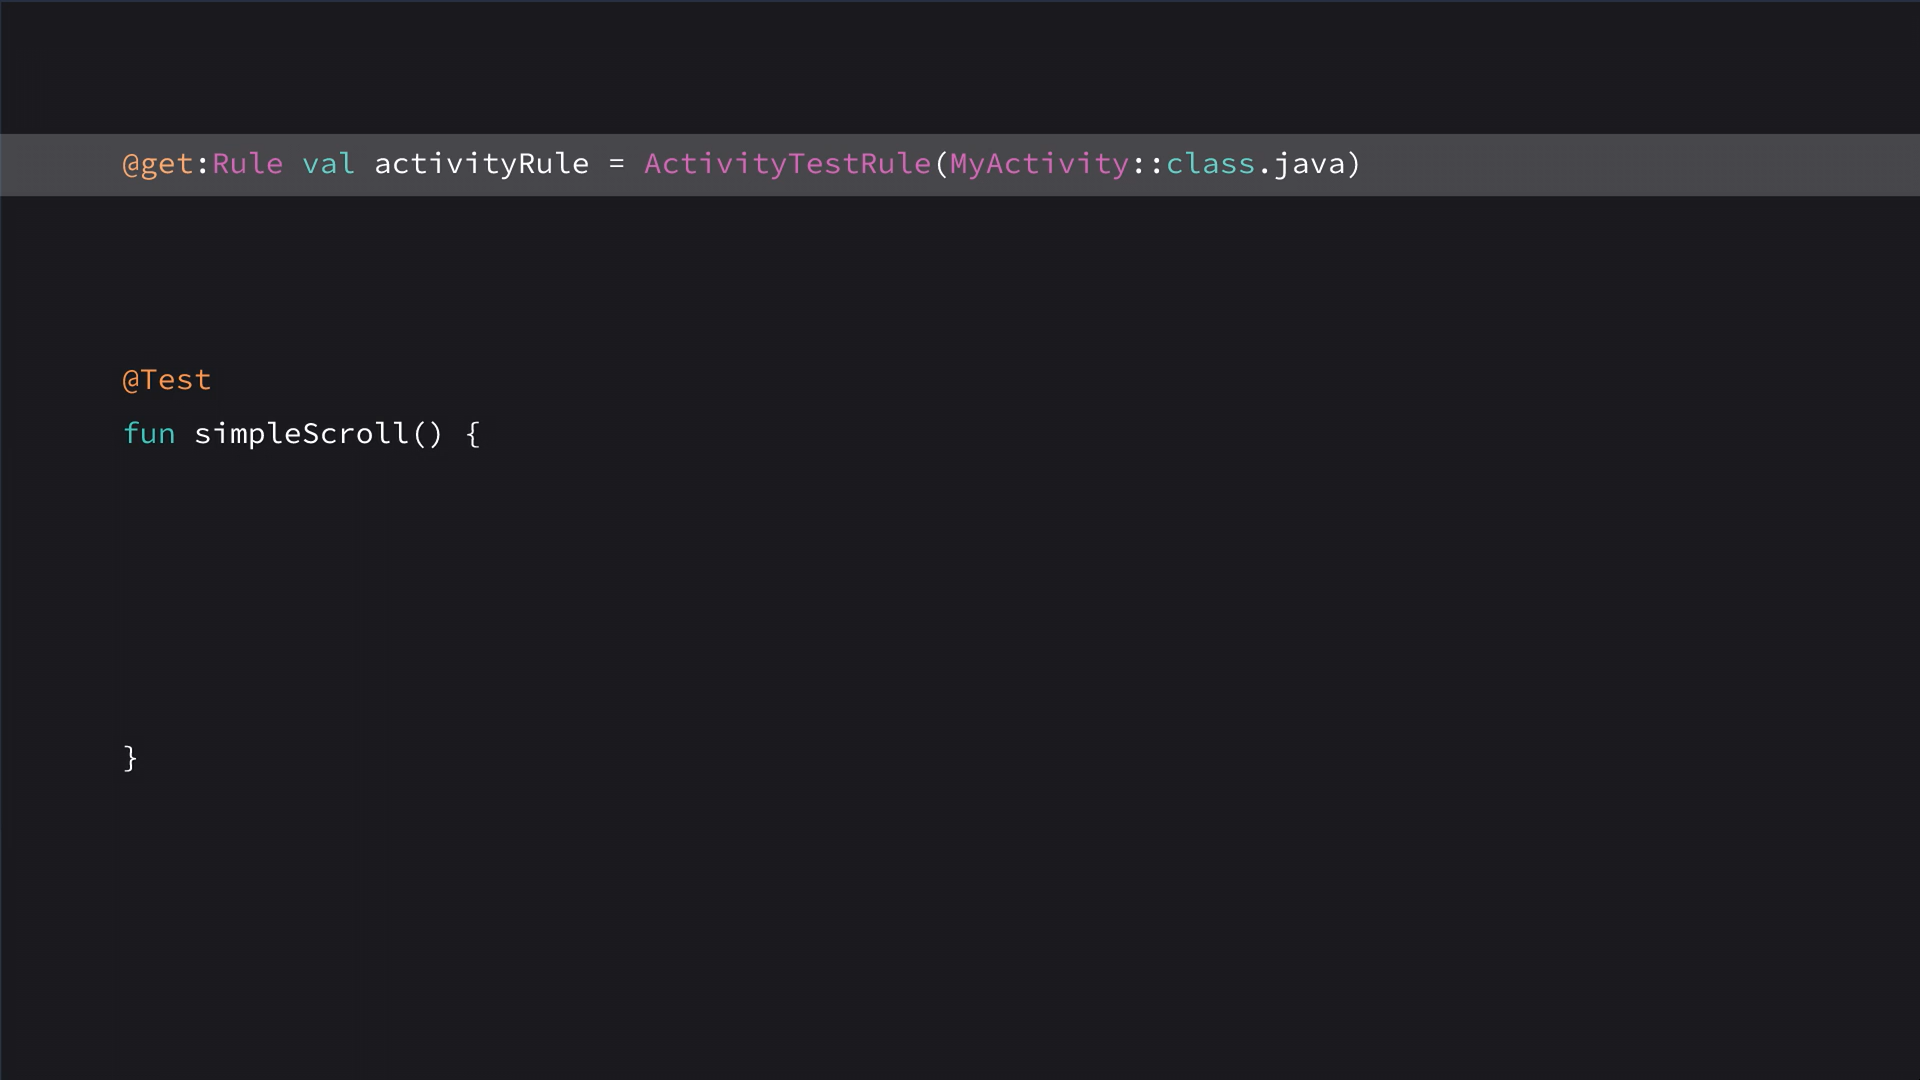 @get:Rule val activityRule = ActivityTestRule(MyActivity::class.java)
@Test
fun simpleScroll() {
}